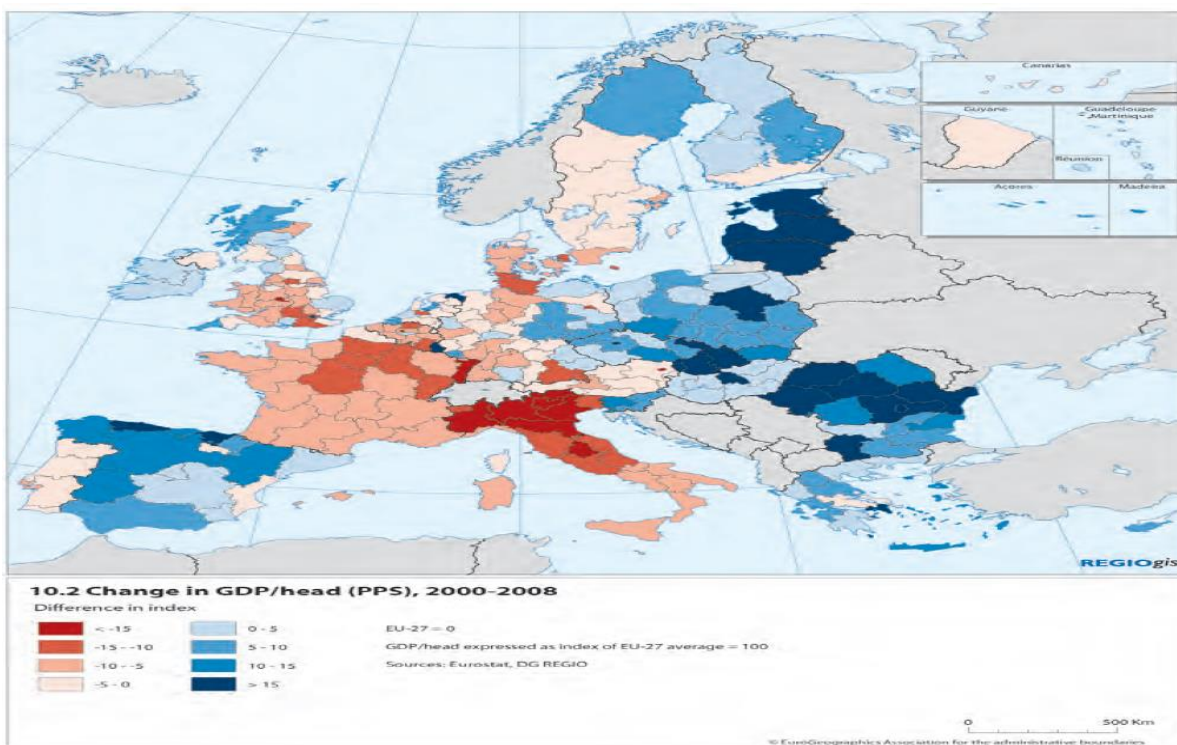 Canarias
Guyane
Guadeloupe
Martinique
Réunion
Açores
Madeira
REGIOgis
10.2 Change in GDP/head (PPS), 2000-2008
Difference in index
< -15
-15 - -10
-10 - -5
-5 - 0
0 - 5
5 - 10
10 - 15
> 15
EU-27 = 0
GDP/head expressed as index of EU-27 average = 100
Sources: Eurostat, DG REGIO
0 500 Km
© EuroGeographics Association for the administrative boundaries